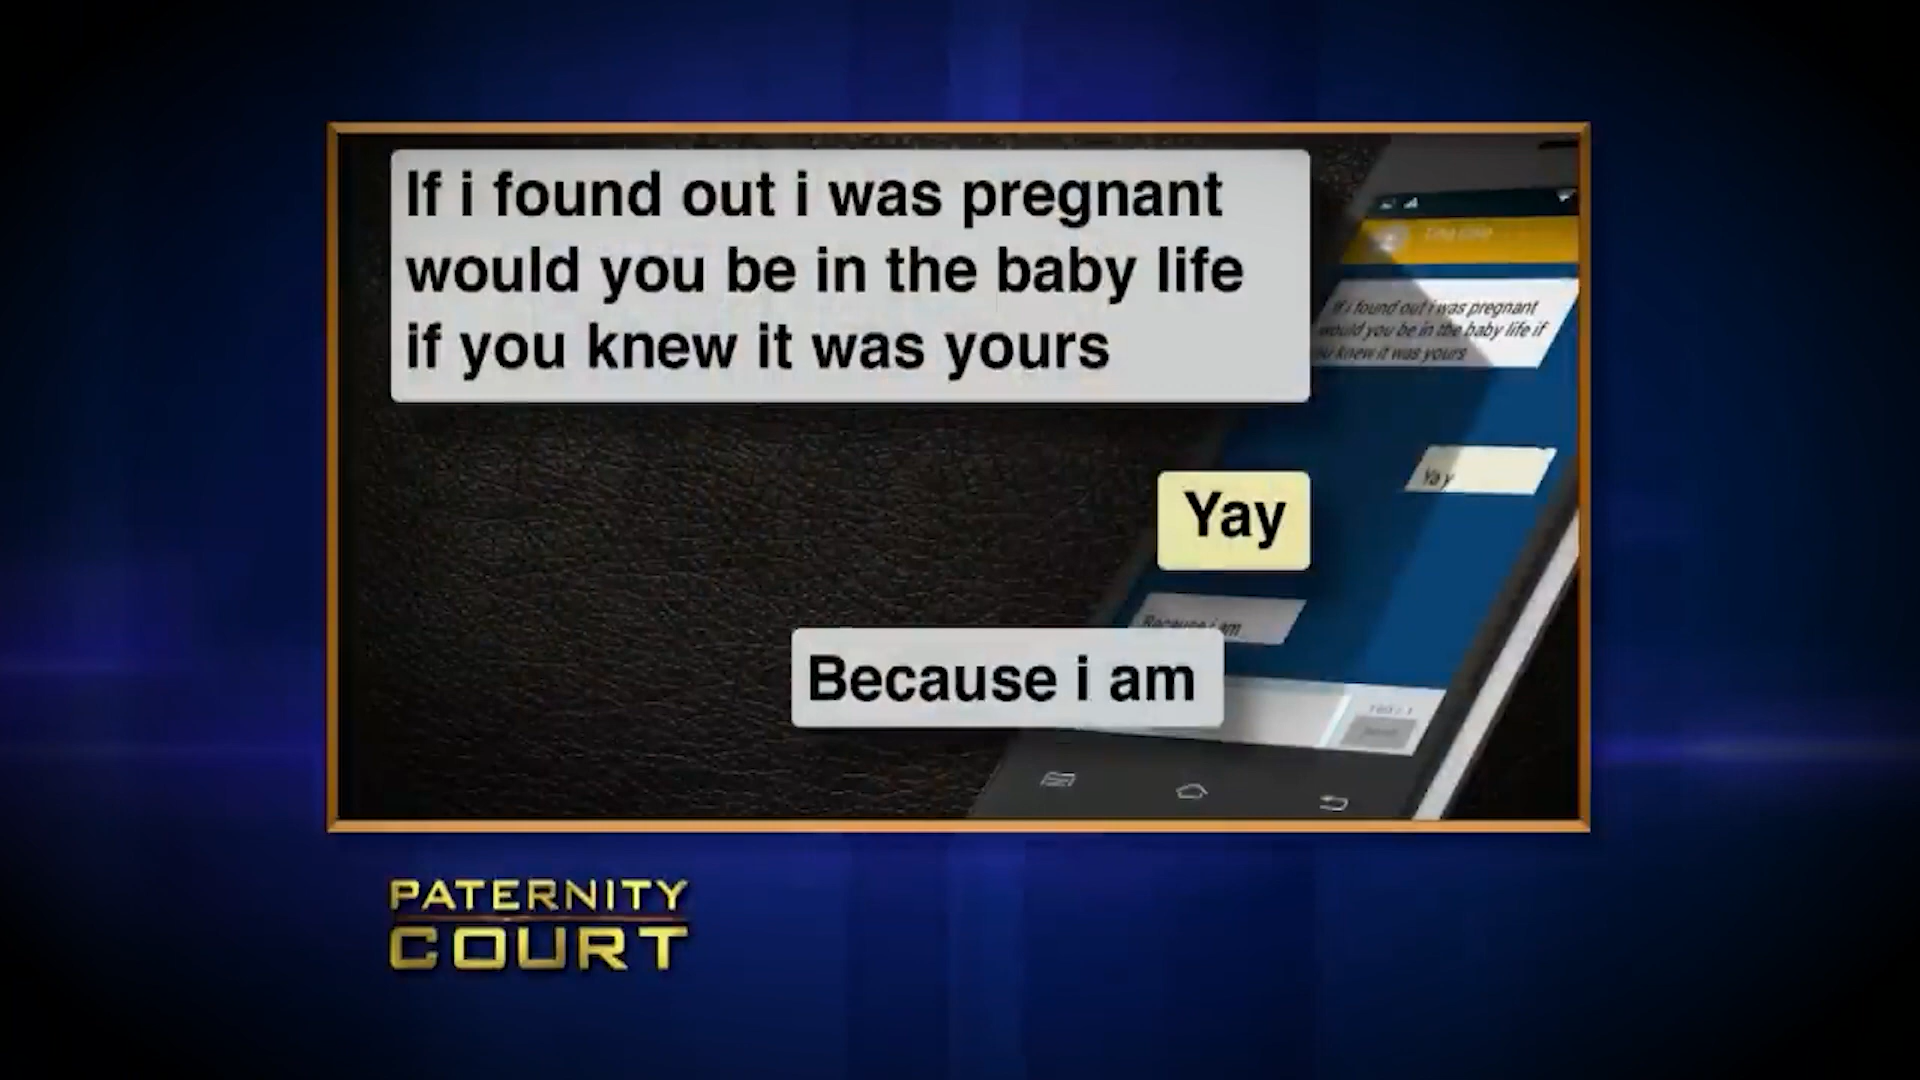 If i found out i was pregnant
would you be in the baby life
if you knew it was yours
If i found out i was pregnant
would you be in the baby life if
you knew it was yours
Yay
Yay
Because i am
Because i am
PATERNITY
COURT